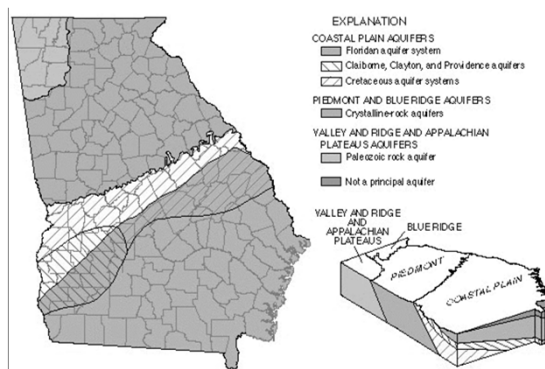 EXPLANATION
COASTAL PLAIN AQUIFERS
Floridan aquifer system
Claiborne, Clayton, and Providence aquifers
Cretaceous aquifer systems
PIEDMONT AND BLUE RIDGE AQUIFERS
Crystalline-rock aquifers
VALLEY AND RIDGE AND APPALACHIAN
PLATEAUS AQUIFERS
Paleozoic rock aquifer
Not a principal aquifer
VALLEY AND RIDGE
AND
APPALACHIAN
PLATEAUS
BLUE RIDGE
PIEDMONT
COASTAL PLAIN